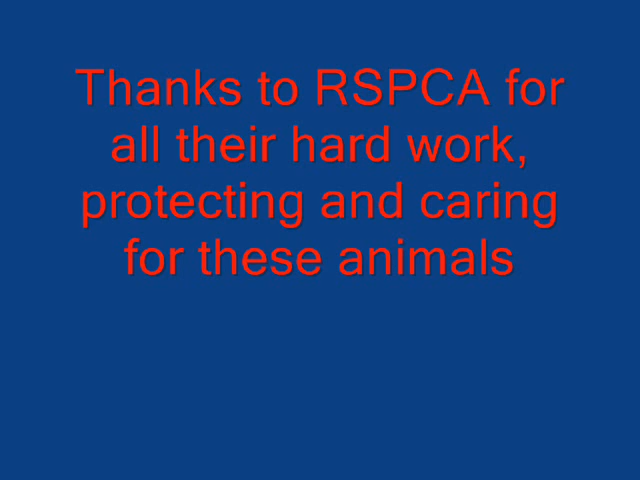 Thanks to RSPCA for
all their hard work,
protecting and caring
for these animals